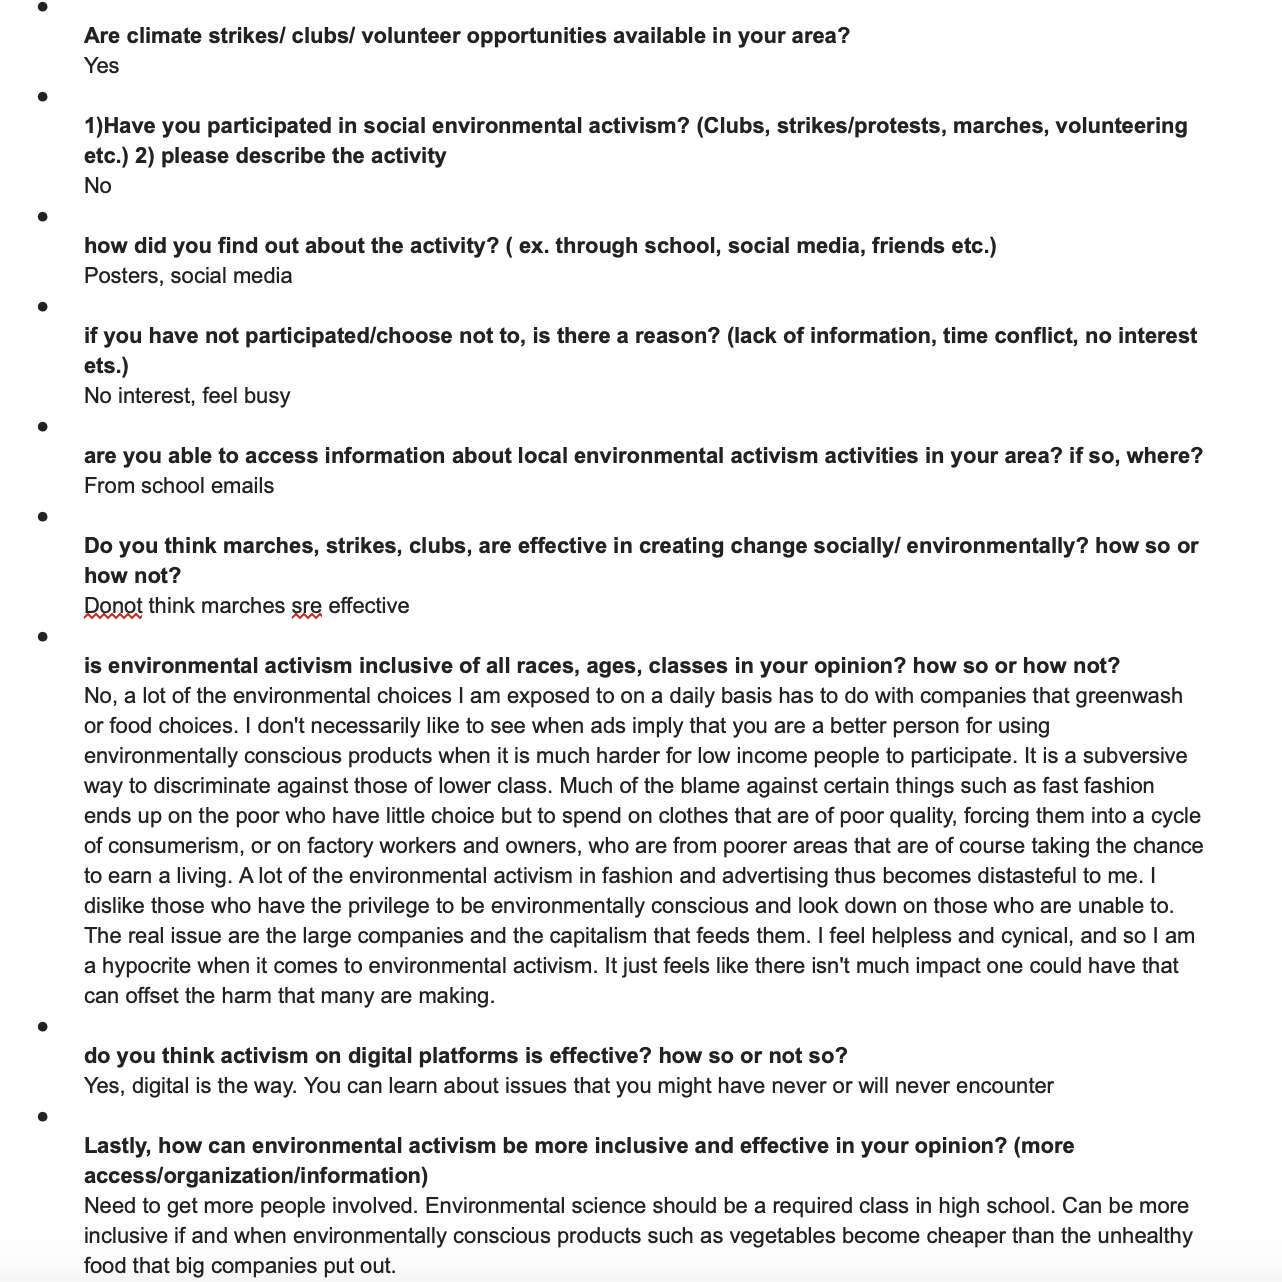 Are climate strikes/ clubs/ volunteer opportunities available in your area?
Yes
1)Have you participated in social environmental activism? (Clubs, strikes/protests, marches, volunteering
etc.) 2) please describe the activity
No
how did you find out about the activity? ( ex. through school, social media, friends etc.)
Posters, social media
if you have not participated/choose not to, is there a reason? (lack of information, time conflict, no interest
ets.)
No interest, feel busy
are you able to access information about local environmental activism activities in your area? if so, where?
From school emails
Do you think marches, strikes, clubs, are effective in creating change socially/ environmentally? how so or
how not?
Donot think marches sre effective
is environmental activism inclusive of all races, ages, classes in your opinion? how so or how not?
No, a lot of the environmental choices I am exposed to on a daily basis has to do with companies that greenwash
or food choices. I don't necessarily like to see when ads imply that you are a better person for using
environmentally conscious products when it is much harder for low income people to participate. It is a subversive
way to discriminate against those of lower class. Much of the blame against certain things such as fast fashion
ends up on the poor who have little choice but to spend on clothes that are of poor quality, forcing them into a cycle
of consumerism, or on factory workers and owners, who are from poorer areas that are of course taking the chance
to earn a living. A lot of the environmental activism in fashion and advertising thus becomes distasteful to me. I
dislike those who have the privilege to be environmentally conscious and look down on those who are unable to.
The real issue are the large companies and the capitalism that feeds them. I feel helpless and cynical, and so I am
a hypocrite when it comes to environmental activism. It just feels like there isn't much impact one could have that
can offset the harm that many are making.
do you think activism on digital platforms is effective? how so or not so?
Yes, digital is the way. You can learn about issues that you might have never or will never encounter
Lastly, how can environmental activism be more inclusive and effective in your opinion? (more
access/organization/information)
Need to get more people involved. Environmental science should be a required class in high school. Can be more
inclusive if and when environmentally conscious products such as vegetables become cheaper than the unhealthy
food that big companies put out.